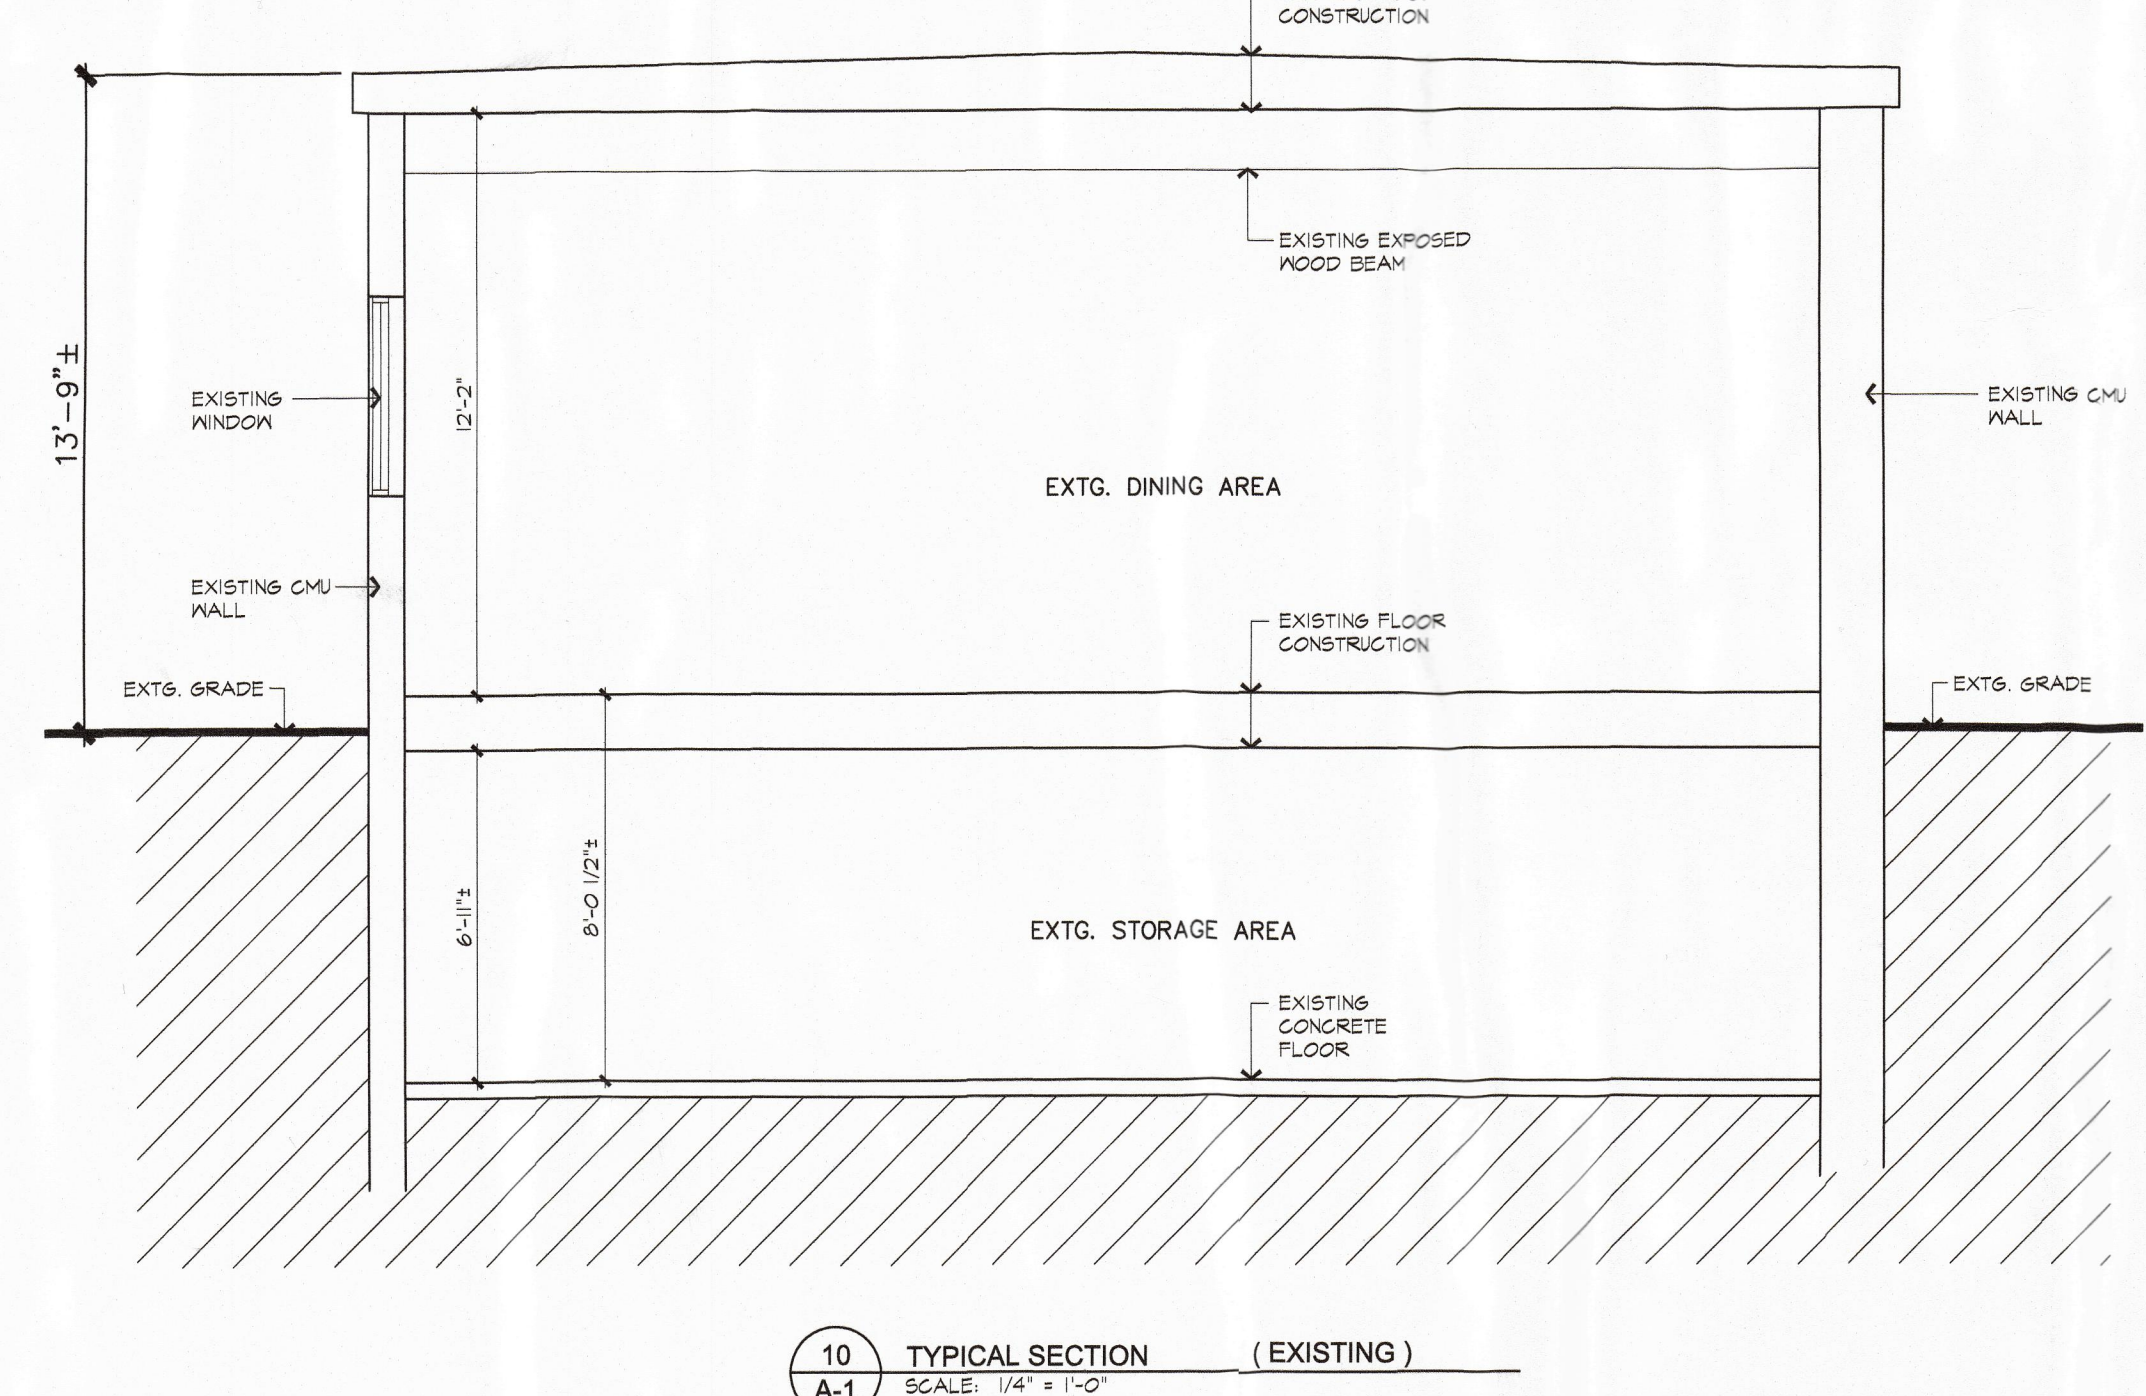 CONSTRUCTION
13'-9"±
EXISTING EXPOSED
WOOD BEAM
EXISTING
WINDOW
12'-2"
EXISTING CMU
WALL
EXTG. DINING AREA
EXISTING CMU
WALL
EXISTING FLOOR
CONSTRUCTION
EXTG. GRADE
EXTG. GRADE
6'-11"±
8'-0 1/2"±
EXTG. STORAGE AREA
EXISTING
CONCRETE
FLOOR
10
A-1
TYPICAL SECTION (EXISTING)
SCALE: 1/4" = 1'-0"